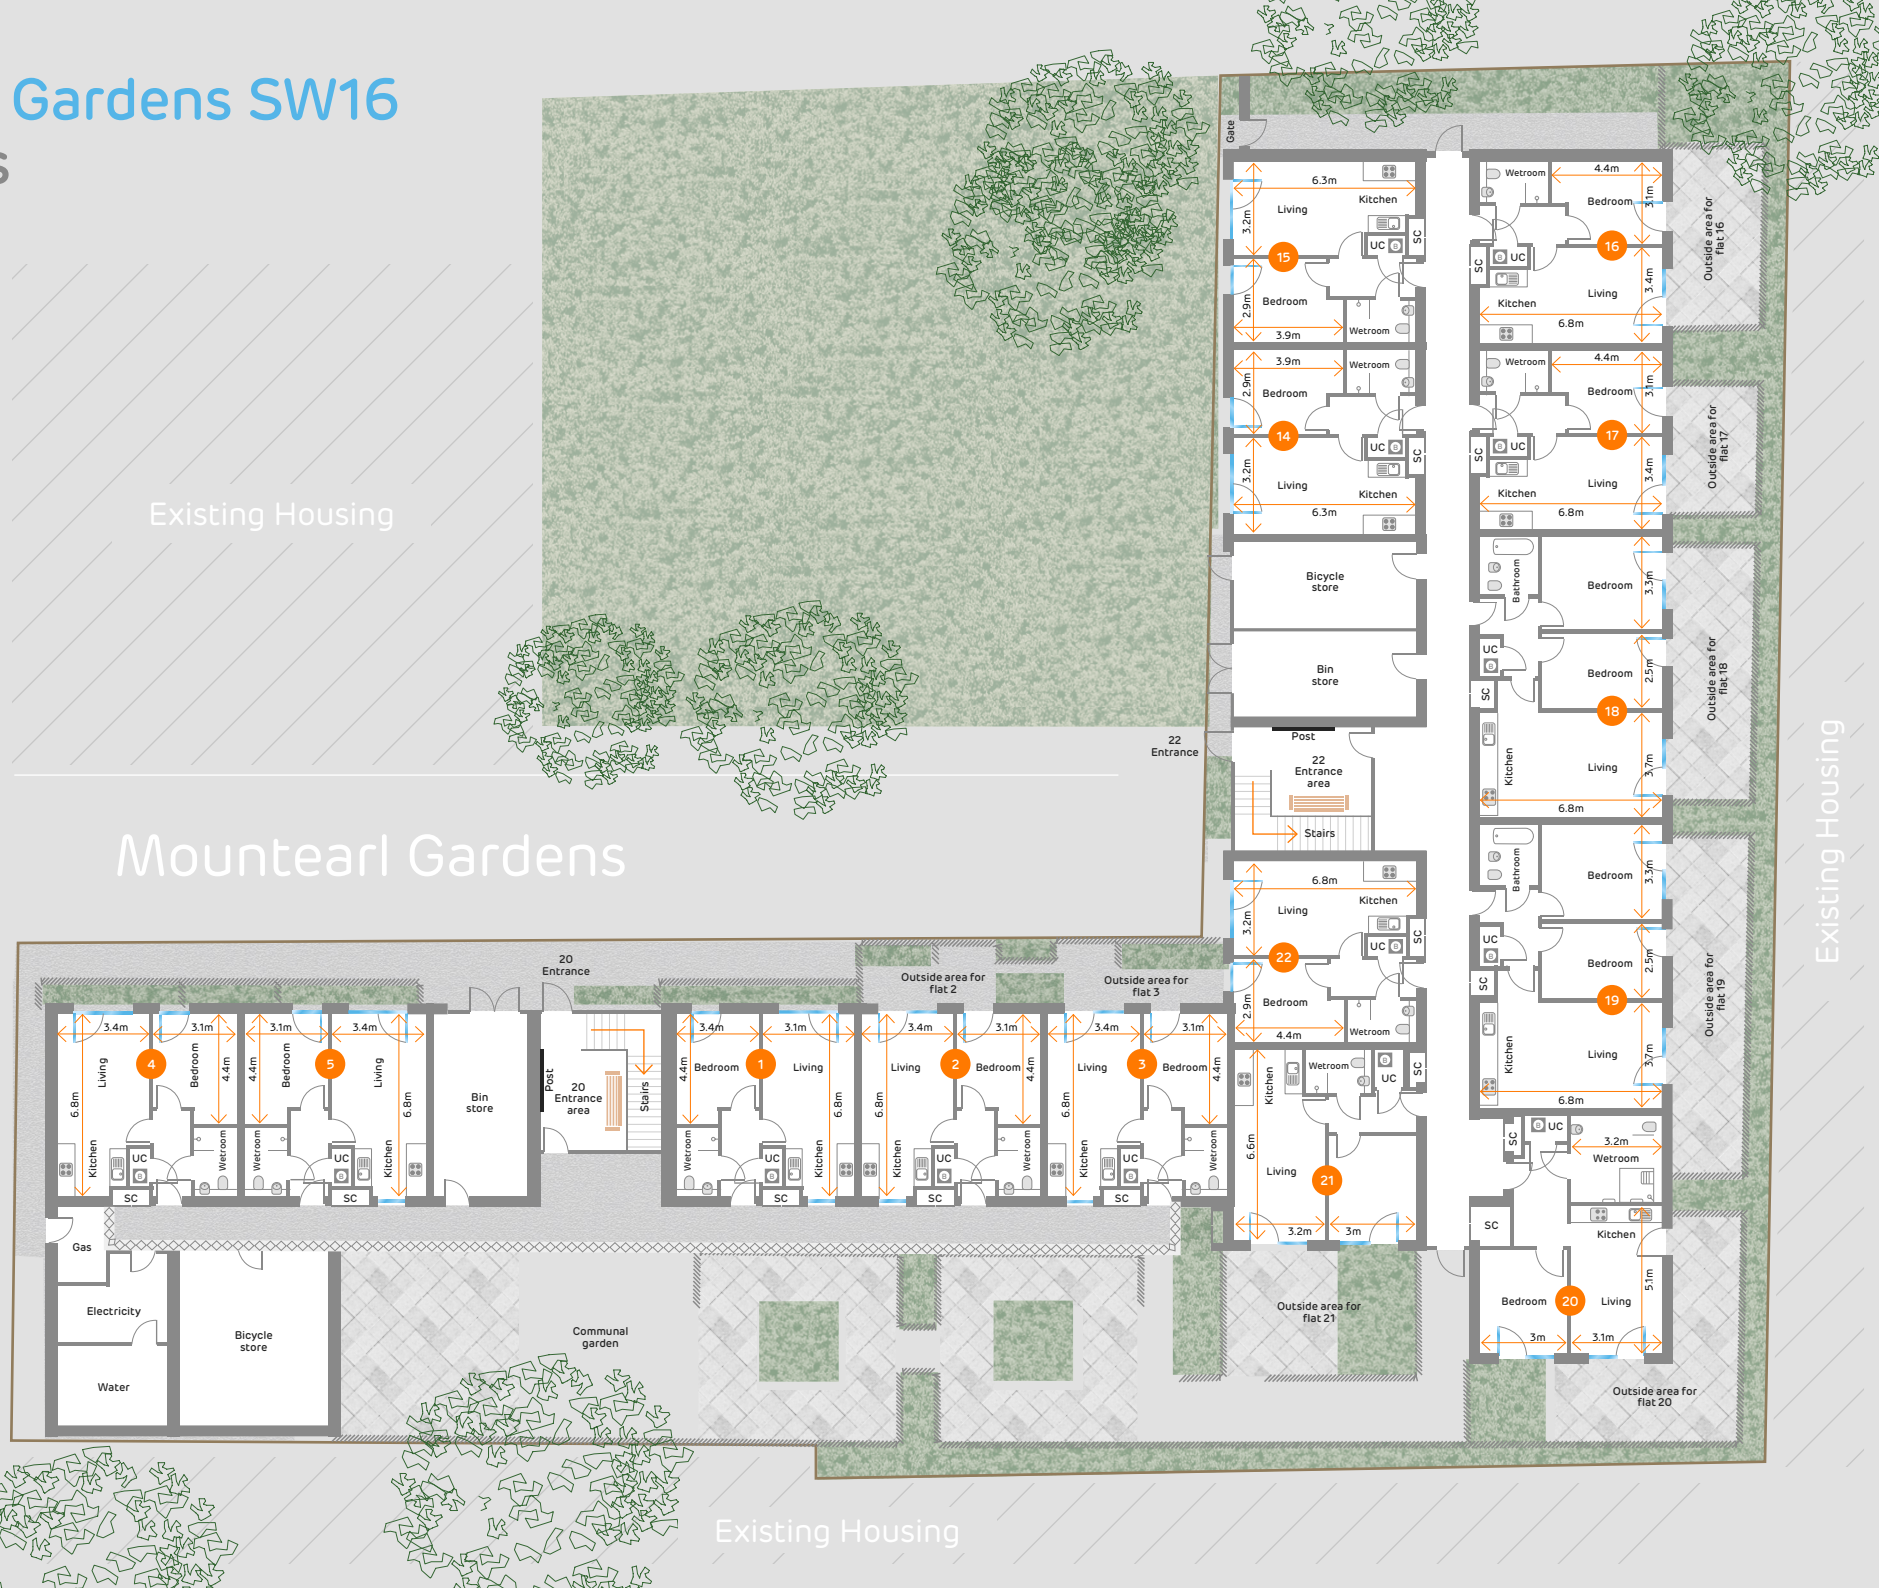 Gardens SW16
s
Existing Housing
Mountearl Gardens
Existing Housing
Existing Housing
Gate
6.3m
Living
Kitchen
3.2m
UC
B
SC
15
Bedroom
2.9m
3.9m
Wetroom
3.9m
Wetroom
2.9m
Bedroom
14
UC
B
SC
3.2m
Living
Kitchen
6.3m
Bicycle
store
Bin
store
22
Entrance
Post
22
Entrance
area
Stairs
6.8m
Living
Kitchen
3.2m
UC
B
SC
22
Bedroom
2.9m
4.4m
Wetroom
Kitchen
Wetroom
B
UC
SC
6.6m
Living
21
3.2m
3m
Outside area for
flat 21
Wetroom
4.4m
Bedroom
3.1m
16
SC
B
UC
Living
3.4m
Kitchen
6.8m
Outside area for
flat 16
Wetroom
4.4m
Bedroom
3.1m
17
SC
B
UC
Living
3.4m
Kitchen
6.8m
Outside area for
flat 17
Bathroom
Bedroom
3.3m
UC
B
Bedroom
2.5m
SC
18
Kitchen
Living
3.7m
6.8m
Outside area for
flat 18
Bathroom
Bedroom
3.3m
UC
B
Bedroom
2.5m
SC
19
Kitchen
Living
3.7m
6.8m
Outside area for
flat 19
SC
B
UC
3.2m
Wetroom
SC
Kitchen
5.1m
Bedroom
20
Living
3m
3.1m
Outside area for
flat 20
20
Entrance
Outside area for
flat 2
Outside area for
flat 3
3.4m
3.1m
Living
4
Bedroom
4.4m
6.8m
Kitchen
UC
B
Wetroom
SC
3.1m
3.4m
4.4m
Bedroom
5
Living
6.8m
Wetroom
UC
B
Kitchen
SC
Bin
store
Post
20
Entrance
area
Stairs
3.4m
3.1m
4.4m
Bedroom
1
Living
6.8m
Wetroom
UC
B
Kitchen
SC
3.4m
3.1m
Living
2
Bedroom
4.4m
6.8m
Kitchen
UC
B
Wetroom
SC
3.4m
3.1m
Living
3
Bedroom
4.4m
6.8m
Kitchen
UC
B
Wetroom
SC
Gas
Electricity
Water
Bicycle
store
Communal
garden